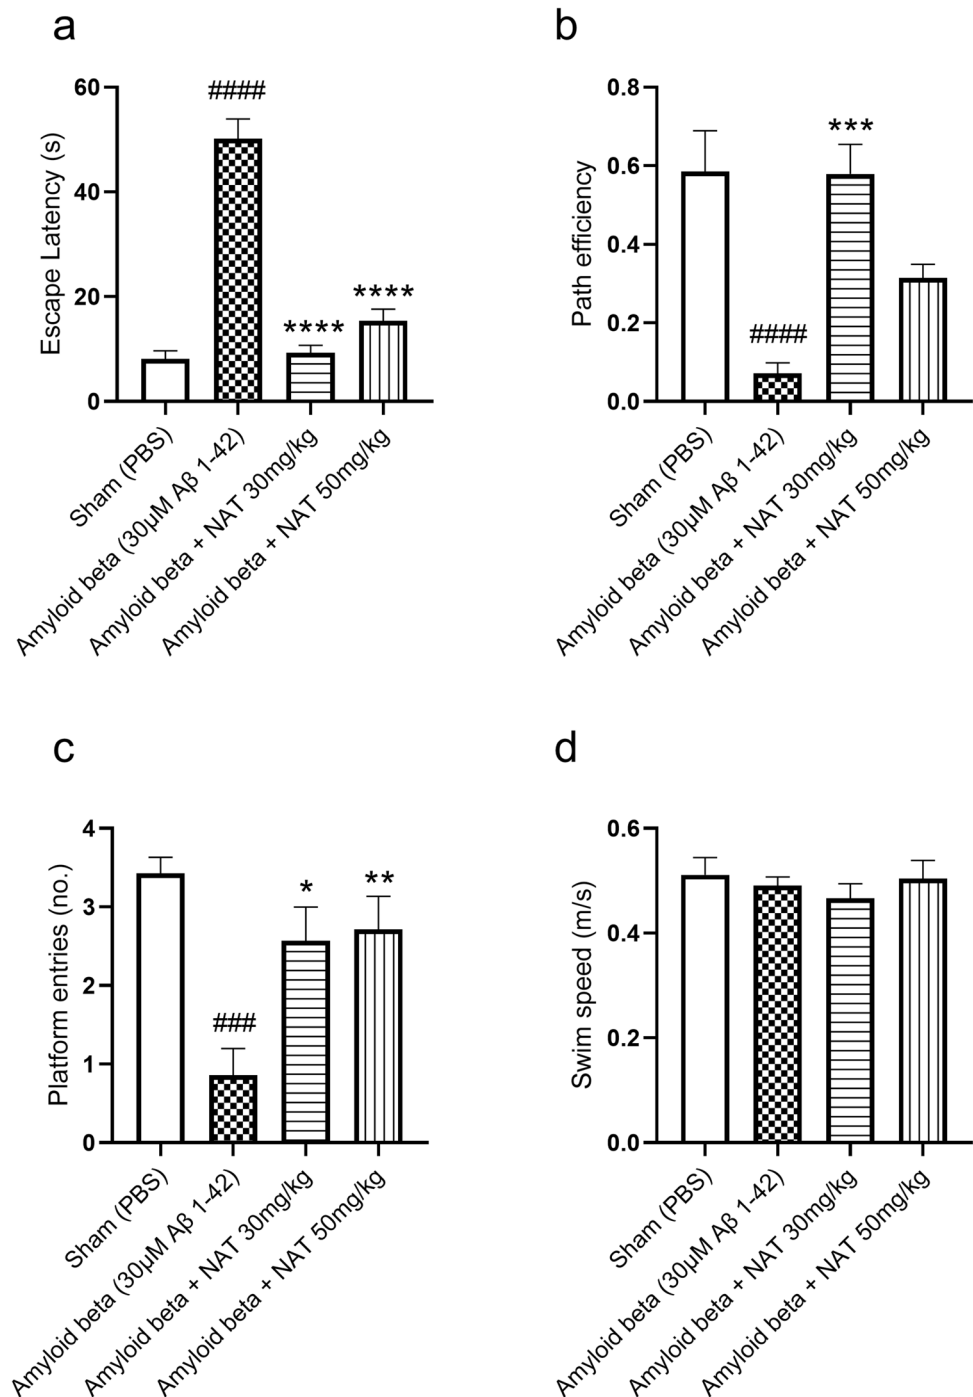 a
Escape Latency (s)
60
40
20
0
####
****
****
Sham (PBS)
Amyloid beta (30µM Aβ 1-42)
Amyloid beta + NAT 30mg/kg
Amyloid beta + NAT 50mg/kg
b
Path efficiency
0.8
0.6
0.4
0.2
0.0
####
***
Sham (PBS)
Amyloid beta (30µM Aβ 1-42)
Amyloid beta + NAT 30mg/kg
Amyloid beta + NAT 50mg/kg
c
Platform entries (no.)
4
3
2
1
0
###
*
**
Sham (PBS)
Amyloid beta (30µM Aβ 1-42)
Amyloid beta + NAT 30mg/kg
Amyloid beta + NAT 50mg/kg
d
Swim speed (m/s)
0.6
0.4
0.2
0.0
Sham (PBS)
Amyloid beta (30µM Aβ 1-42)
Amyloid beta + NAT 30mg/kg
Amyloid beta + NAT 50mg/kg